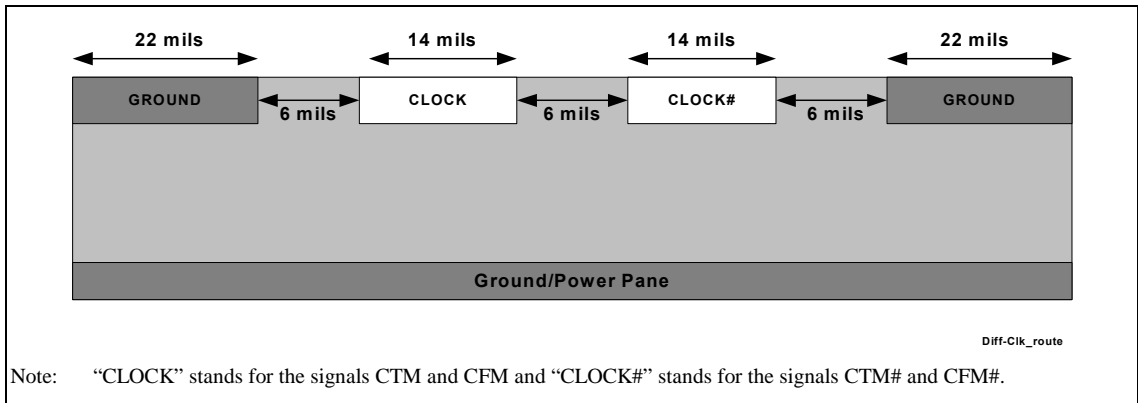 22 mils 14 mils 14 mils 22 mils
GROUND CLOCK CLOCK# GROUND
6 mils 6 mils 6 mils
Ground/Power Pane
Diff-Clk_route
Note: “CLOCK” stands for the signals CTM and CFM and “CLOCK#” stands for the signals CTM# and CFM#.